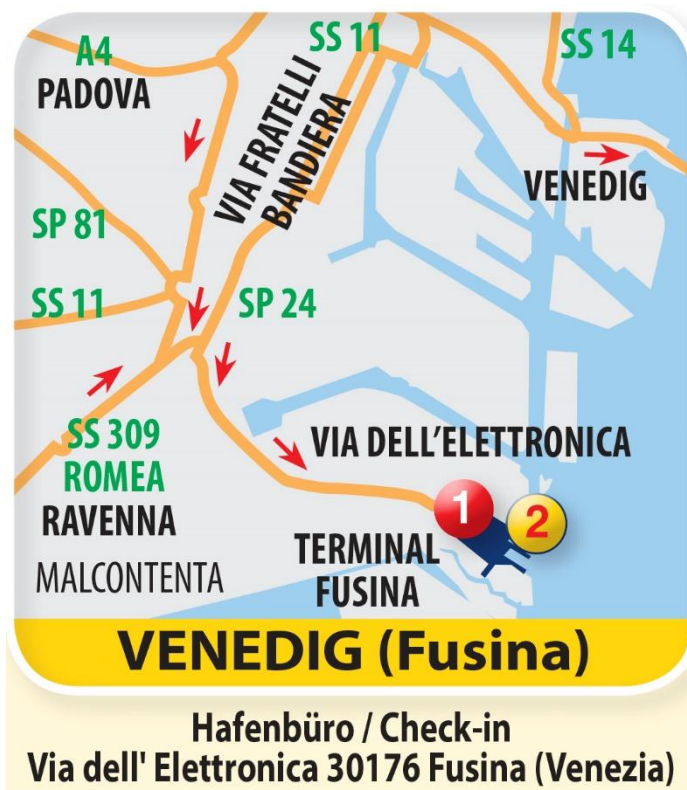 A4
PADOVA
SS 11
SS 14
VIA FRATELLI
BANDIERA
VENEDIG
SP 81
SS 11
SP 24
SS 309
ROMEA
RAVENNA
MALCONTENTA
VIA DELL'ELETTRONICA
1
2
TERMINAL
FUSINA
VENEDIG (Fusina)
Hafenbüro / Check-in
Via dell' Elettronica 30176 Fusina (Venezia)